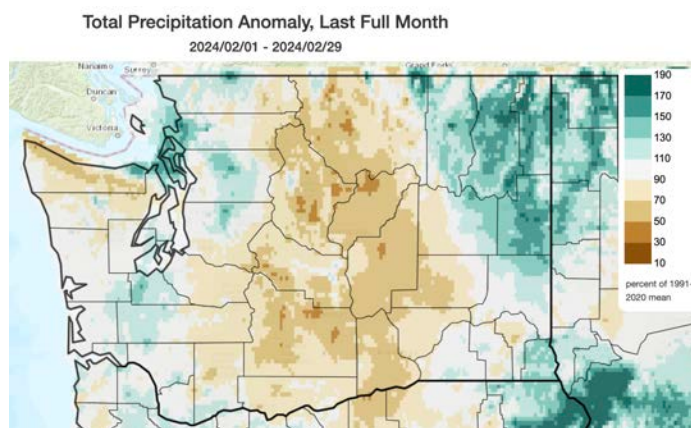 Total Precipitation Anomaly, Last Full Month
2024/02/01 - 2024/02/29
Nanaimo
Surrey
Grand Forks
Duncan
Victoria
190
170
150
130
110
90
70
50
30
10
percent of 1991-
2020 mean